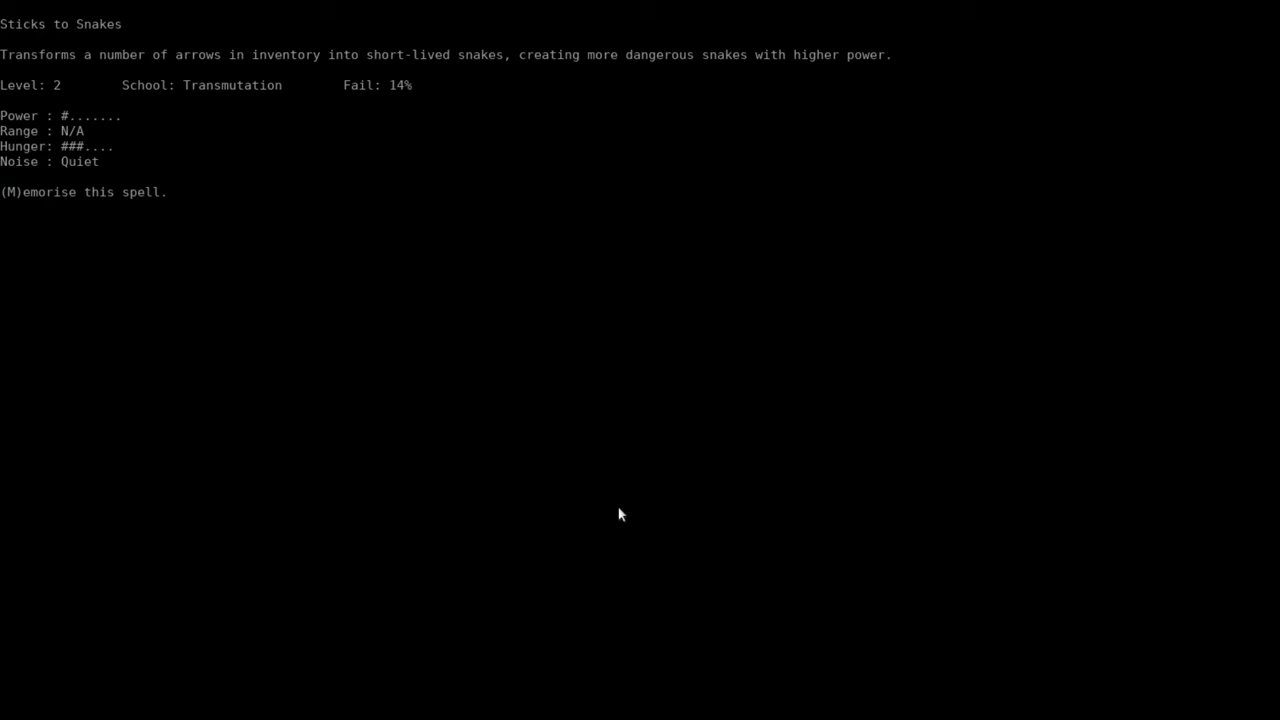 Sticks to Snakes
Transforms a number of arrows in inventory into short-lived snakes, creating more dangerous snakes with higher power.
Level: 2        School: Transmutation        Fail: 14%
Power : #.......
Range : N/A
Hunger: ###....
Noise : Quiet
(M)emorise this spell.